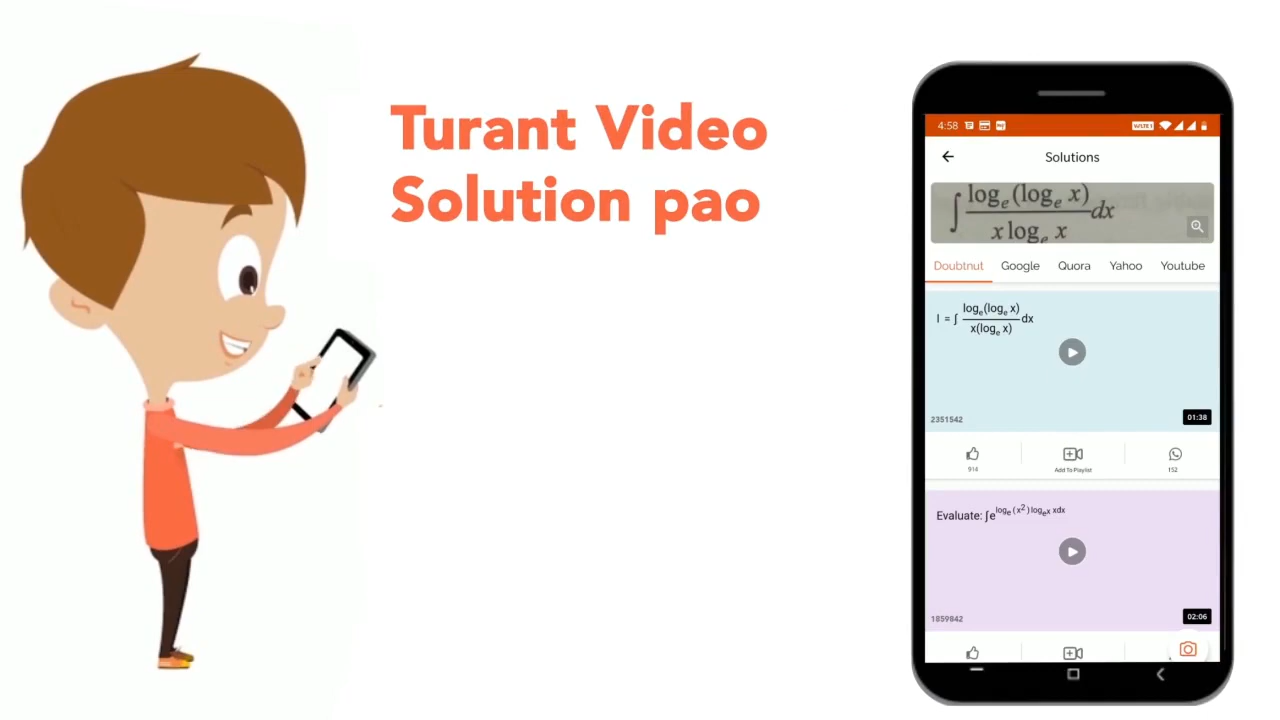 Turant Video
Solution pao
4:58
VoLTE1
Solutions
∫ logₑ(logₑ x) / x logₑ x dx
Doubtnut Google Quora Yahoo Youtube
I = ∫ logₑ(logₑ x) / x(logₑ x) dx
2351542
01:38
914
Add To Playlist
152
Evaluate: ∫e^logₑ(x²)logₑx xdx
1859842
02:06